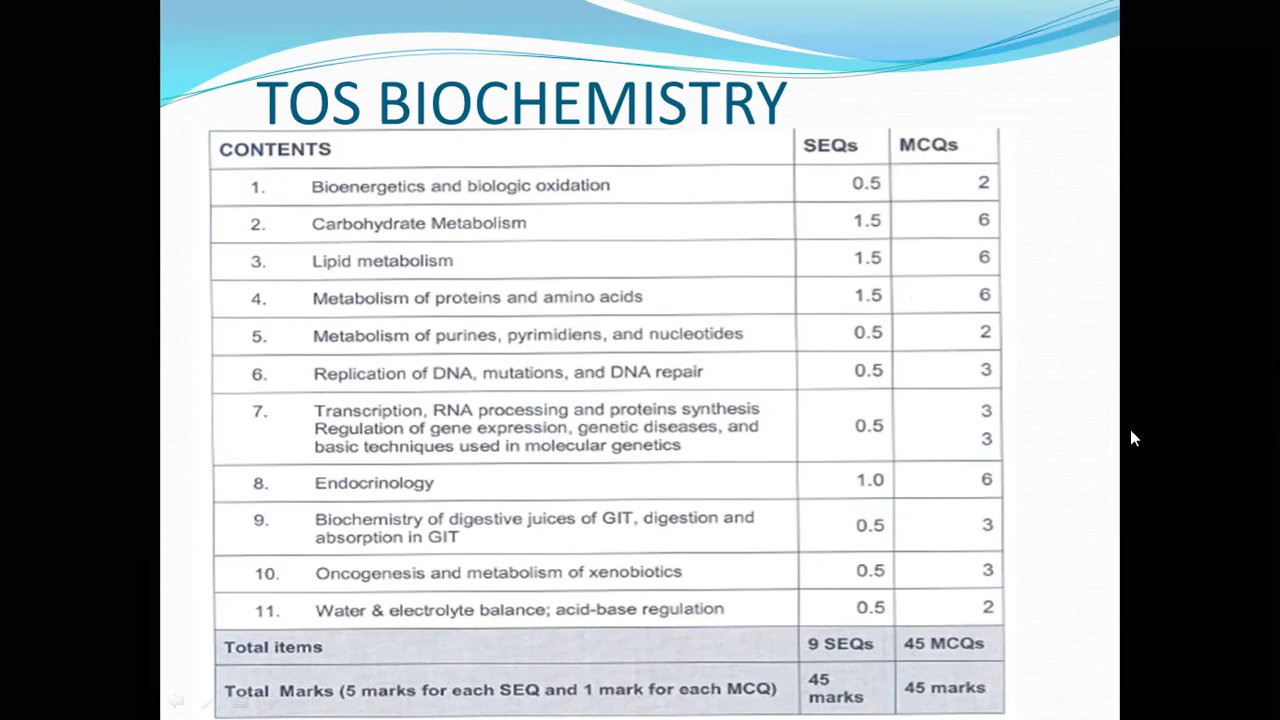 TOS BIOCHEMISTRY
CONTENTS SEQs MCQs
1. Bioenergetics and biologic oxidation 0.5 2
2. Carbohydrate Metabolism 1.5 6
3. Lipid metabolism 1.5 6
4. Metabolism of proteins and amino acids 1.5 6
5. Metabolism of purines, pyrimidiens, and nucleotides 0.5 2
6. Replication of DNA, mutations, and DNA repair 0.5 3
7. Transcription, RNA processing and proteins synthesis 3
Regulation of gene expression, genetic diseases, and 0.5
basic techniques used in molecular genetics 3
8. Endocrinology 1.0 6
9. Biochemistry of digestive juices of GIT, digestion and 0.5 3
absorption in GIT
10. Oncogenesis and metabolism of xenobiotics 0.5 3
11. Water & electrolyte balance; acid-base regulation 0.5 2
Total items 9 SEQs 45 MCQs
Total Marks (5 marks for each SEQ and 1 mark for each MCQ) 45 marks 45 marks